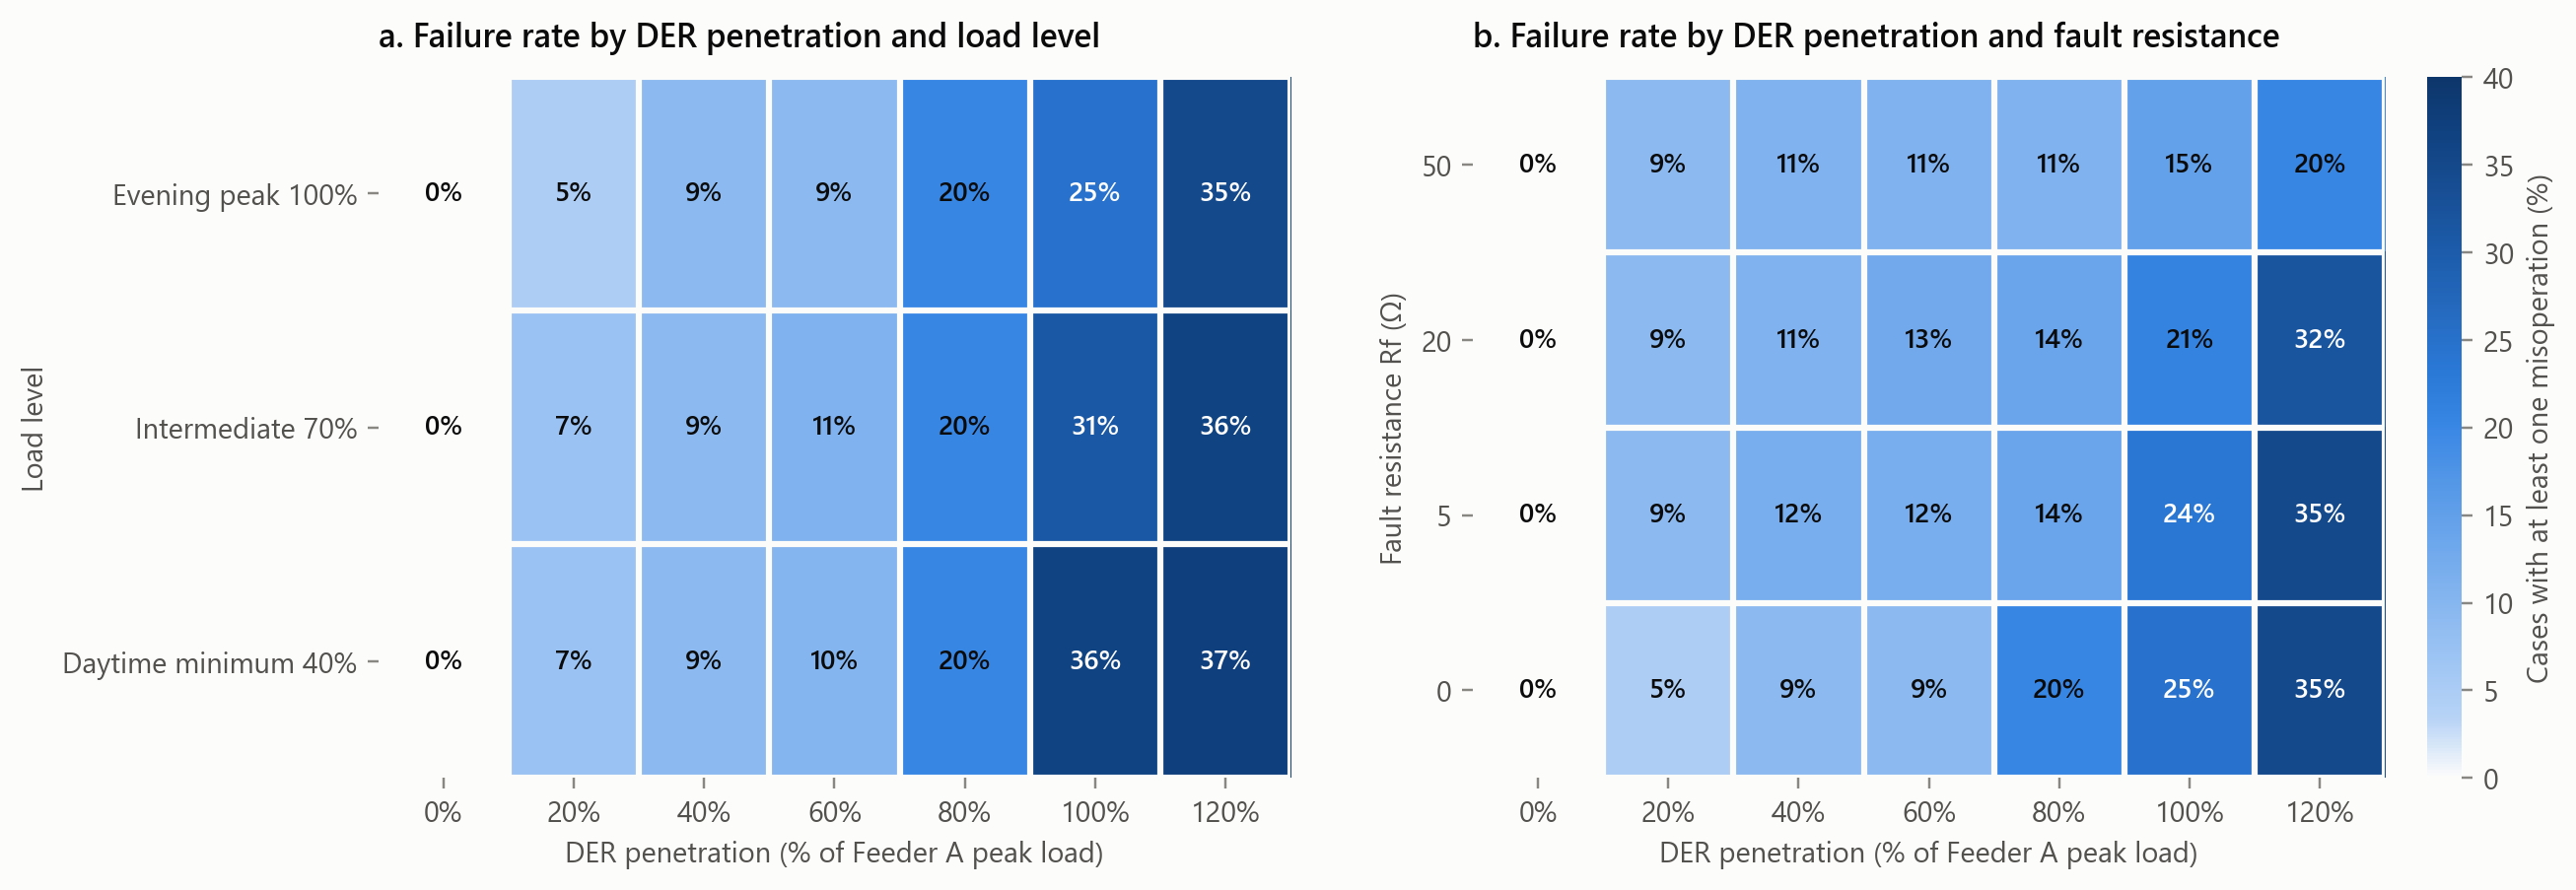 a. Failure rate by DER penetration and load level
Load level
Evening peak 100%
0% 5% 9% 9% 20% 25% 35%
Intermediate 70%
0% 7% 9% 11% 20% 31% 36%
Daytime minimum 40%
0% 7% 9% 10% 20% 36% 37%
0% 20% 40% 60% 80% 100% 120%
DER penetration (% of Feeder A peak load)
b. Failure rate by DER penetration and fault resistance
Fault resistance Rf (Ω)
50
0% 9% 11% 11% 11% 15% 20%
20
0% 9% 11% 13% 14% 21% 32%
5
0% 9% 12% 12% 14% 24% 35%
0
0% 5% 9% 9% 20% 25% 35%
0% 20% 40% 60% 80% 100% 120%
DER penetration (% of Feeder A peak load)
40
35
30
25
20
15
10
5
0
Cases with at least one misoperation (%)